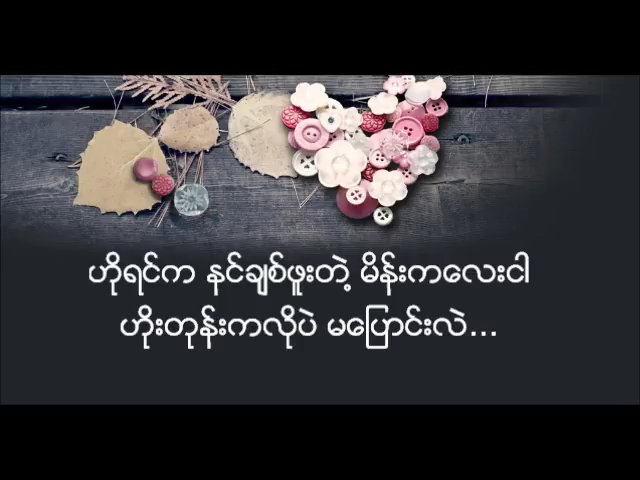 ဟိုရင်က နင်ချစ်ဖူးတဲ့ မိန်းကလေးငါ
ဟိုးတုန်းကလိုပဲ မပြောင်းလဲ...